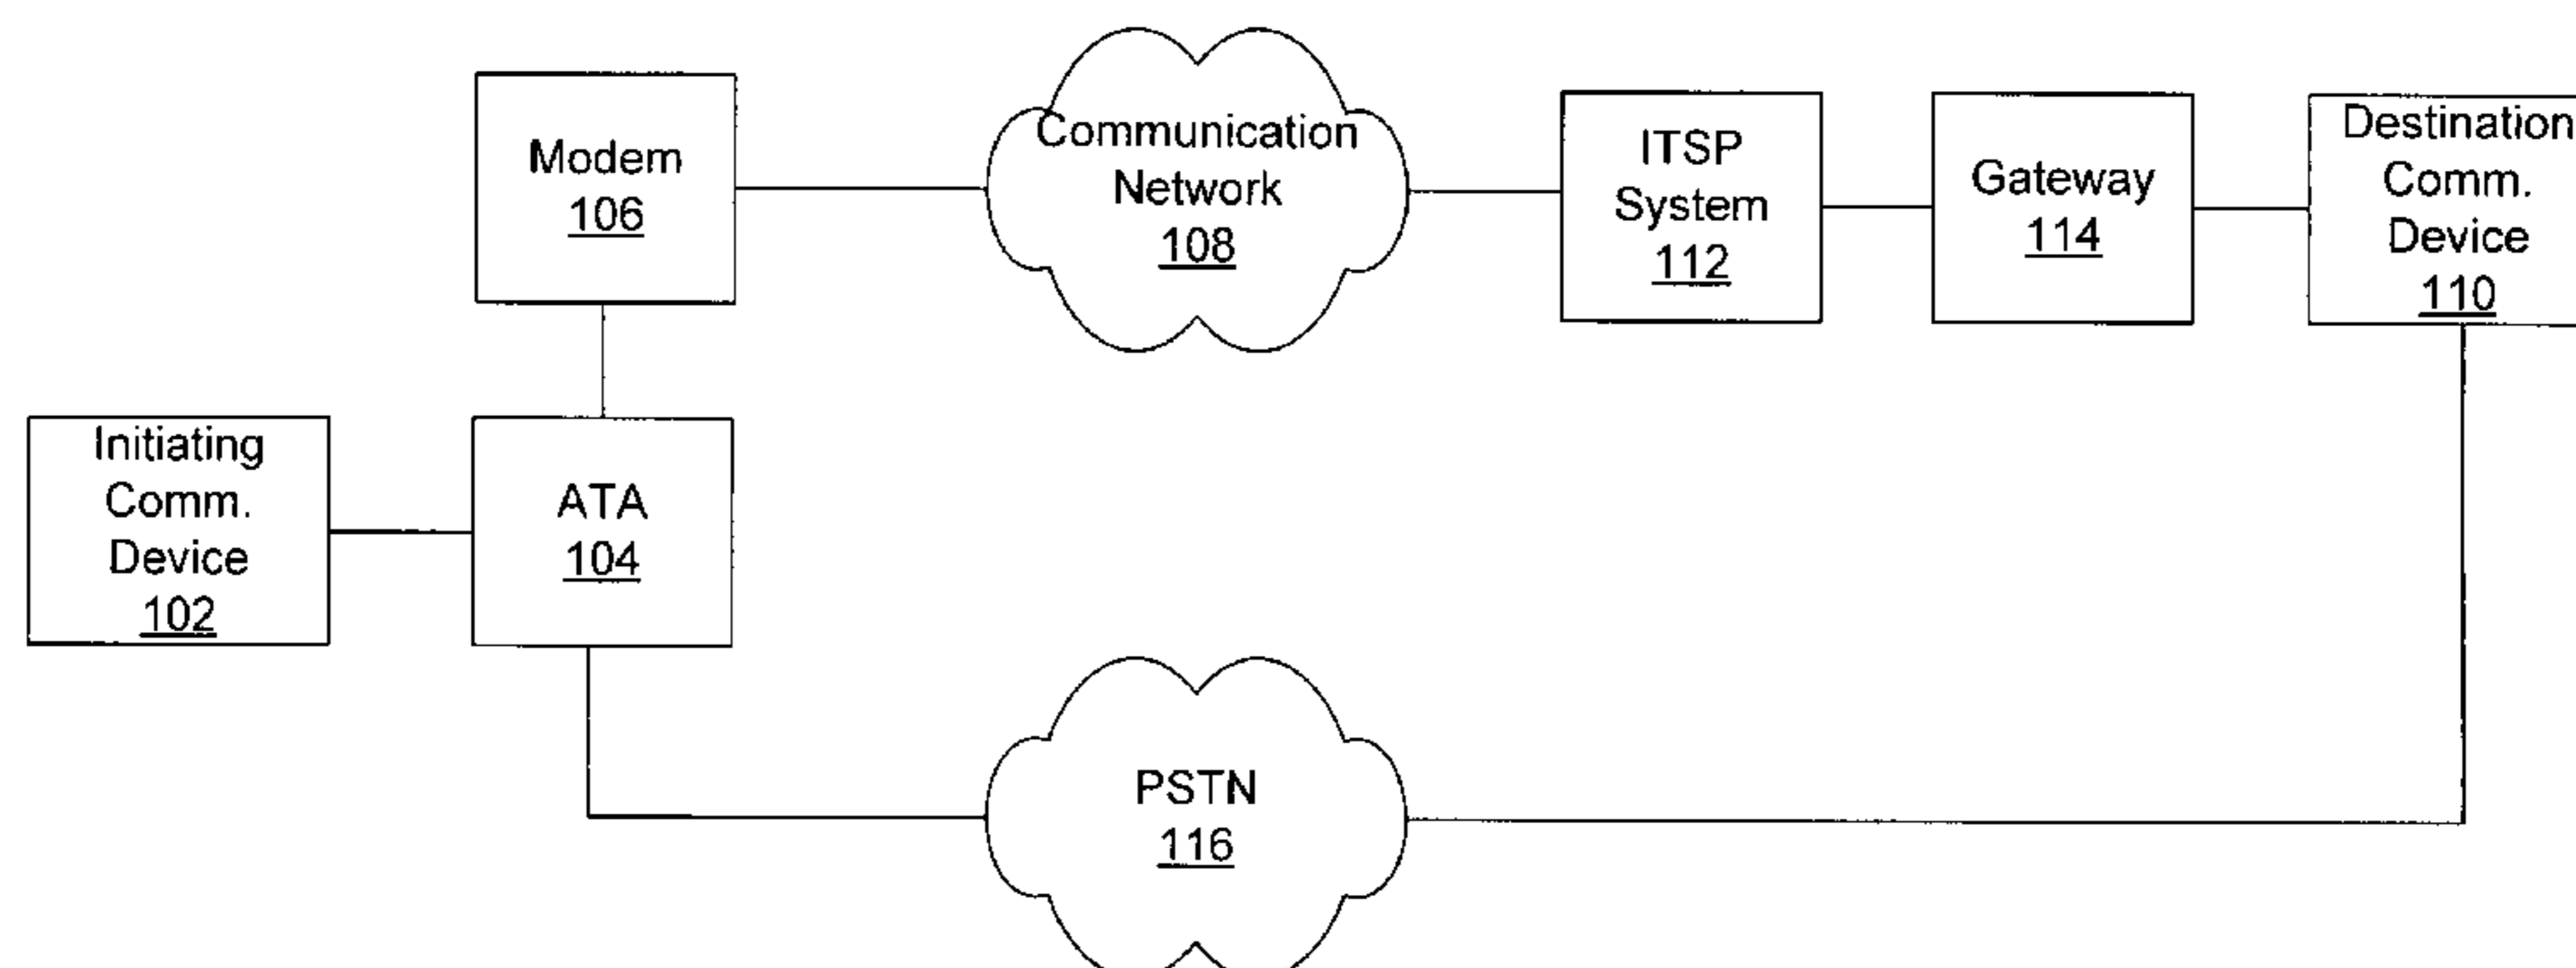 Modem
106
Communication
Network
108
ITSP
System
112
Gateway
114
Destination
Comm.
Device
110
Initiating
Comm.
Device
102
ATA
104
PSTN
116